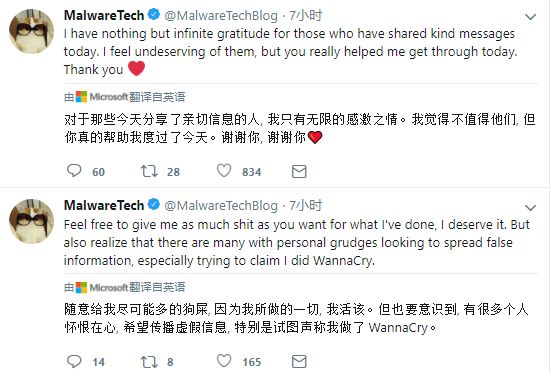 MalwareTech @MalwareTechBlog · 7小时
I have nothing but infinite gratitude for those who have shared kind messages
today. I feel undeserving of them, but you really helped me get through today.
Thank you ❤
由 Microsoft 翻译自英语
对于那些今天分享了亲切信息的人, 我只有无限的感激之情。我觉得不值得他们, 但
你真的帮助我度过了今天。谢谢你, 谢谢你❤
60 28 834
MalwareTech @MalwareTechBlog · 7小时
Feel free to give me as much shit as you want for what I've done, I deserve it. But
also realize that there are many with personal grudges looking to spread false
information, especially trying to claim I did WannaCry.
由 Microsoft 翻译自英语
随意给我尽可能多的狗屎, 因为我所做的一切, 我活该。但也要意识到, 有很多个人
怀恨在心, 希望传播虚假信息, 特别是试图声称我做了 WannaCry。
14 8 165